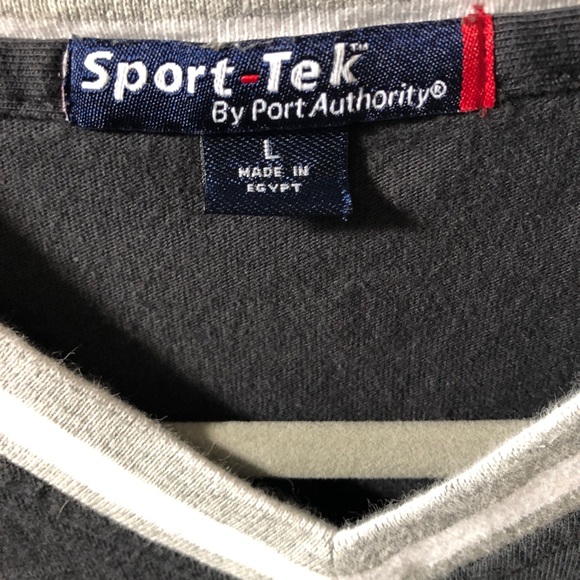 Sport-Tek™
By Port Authority®
L
MADE IN
EGYPT